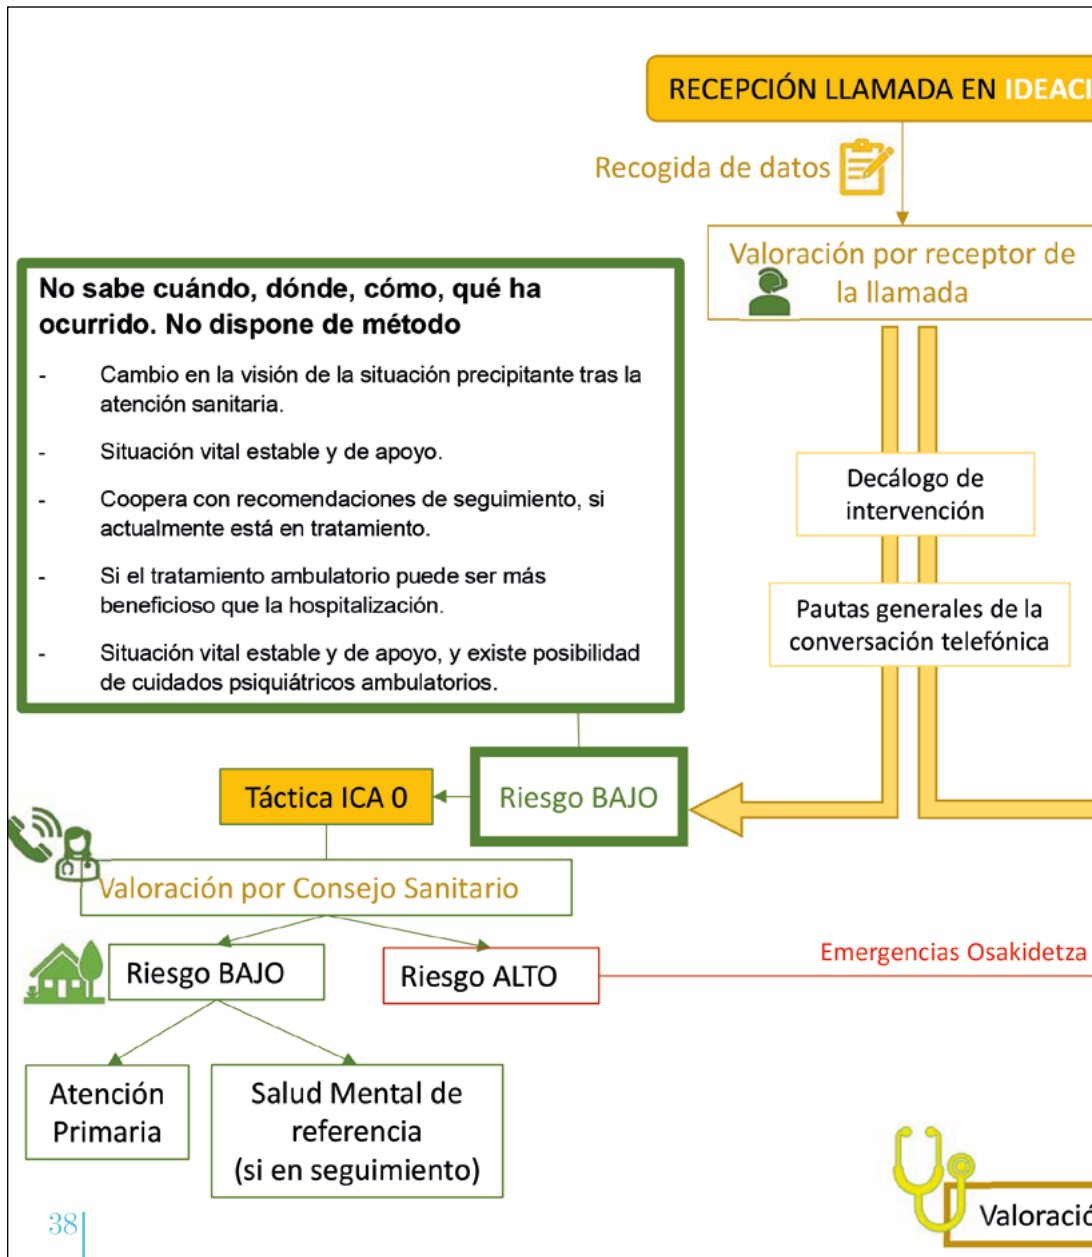 RECEPCIÓN LLAMADA EN IDEACI
Recogida de datos
Valoración por receptor de
la llamada
No sabe cuándo, dónde, cómo, qué ha
ocurrido. No dispone de método
- Cambio en la visión de la situación precipitante tras la
atención sanitaria.
- Situación vital estable y de apoyo.
- Coopera con recomendaciones de seguimiento, si
actualmente está en tratamiento.
- Si el tratamiento ambulatorio puede ser más
beneficioso que la hospitalización.
- Situación vital estable y de apoyo, y existe posibilidad
de cuidados psiquiátricos ambulatorios.
Decálogo de
intervención
Pautas generales de la
conversación telefónica
Táctica ICA 0
Riesgo BAJO
Valoración por Consejo Sanitario
Riesgo BAJO
Riesgo ALTO
Emergencias Osakidetza
Atención
Primaria
Salud Mental de
referencia
(si en seguimiento)
Valoració
38